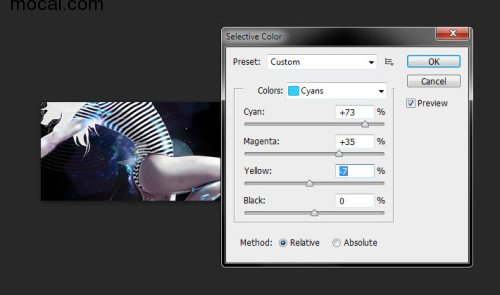 mocal.com
Selective Color
Preset: Custom
OK
Colors: Cyans
Cancel
Cyan: +73 %
Preview
Magenta: +35 %
Yellow: -7 %
Black: 0 %
Method: Relative Absolute